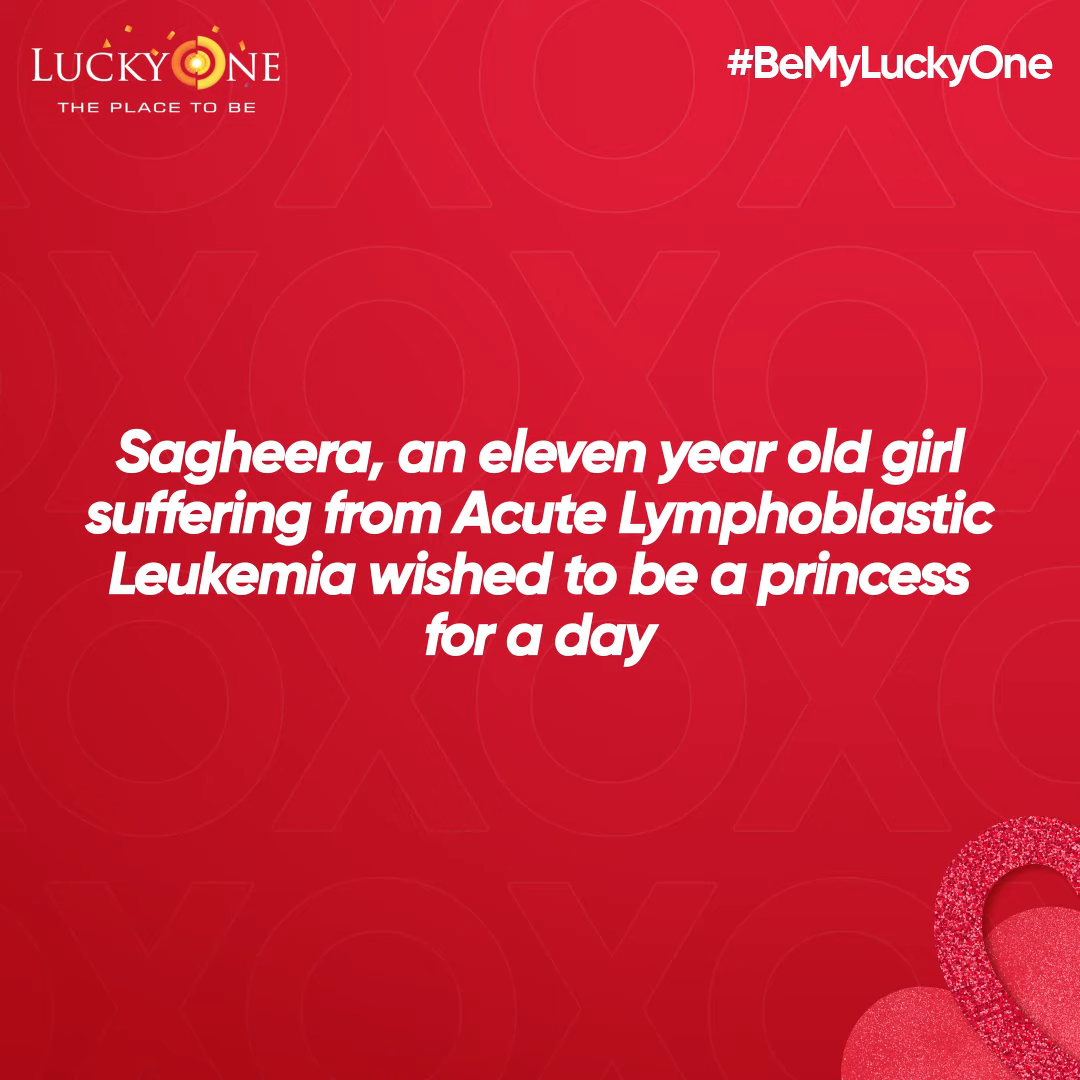 LUCKYONE
THE PLACE TO BE
#BeMyLuckyOne
Sagheera, an eleven year old girl
suffering from Acute Lymphoblastic
Leukemia wished to be a princess
for a day